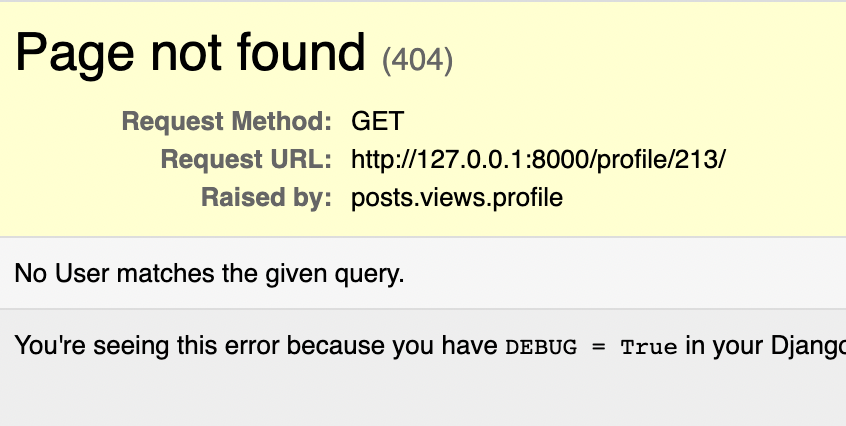 Page not found (404)
Request Method: GET
Request URL: http://127.0.0.1:8000/profile/213/
Raised by: posts.views.profile
No User matches the given query.
You're seeing this error because you have DEBUG = True in your Django